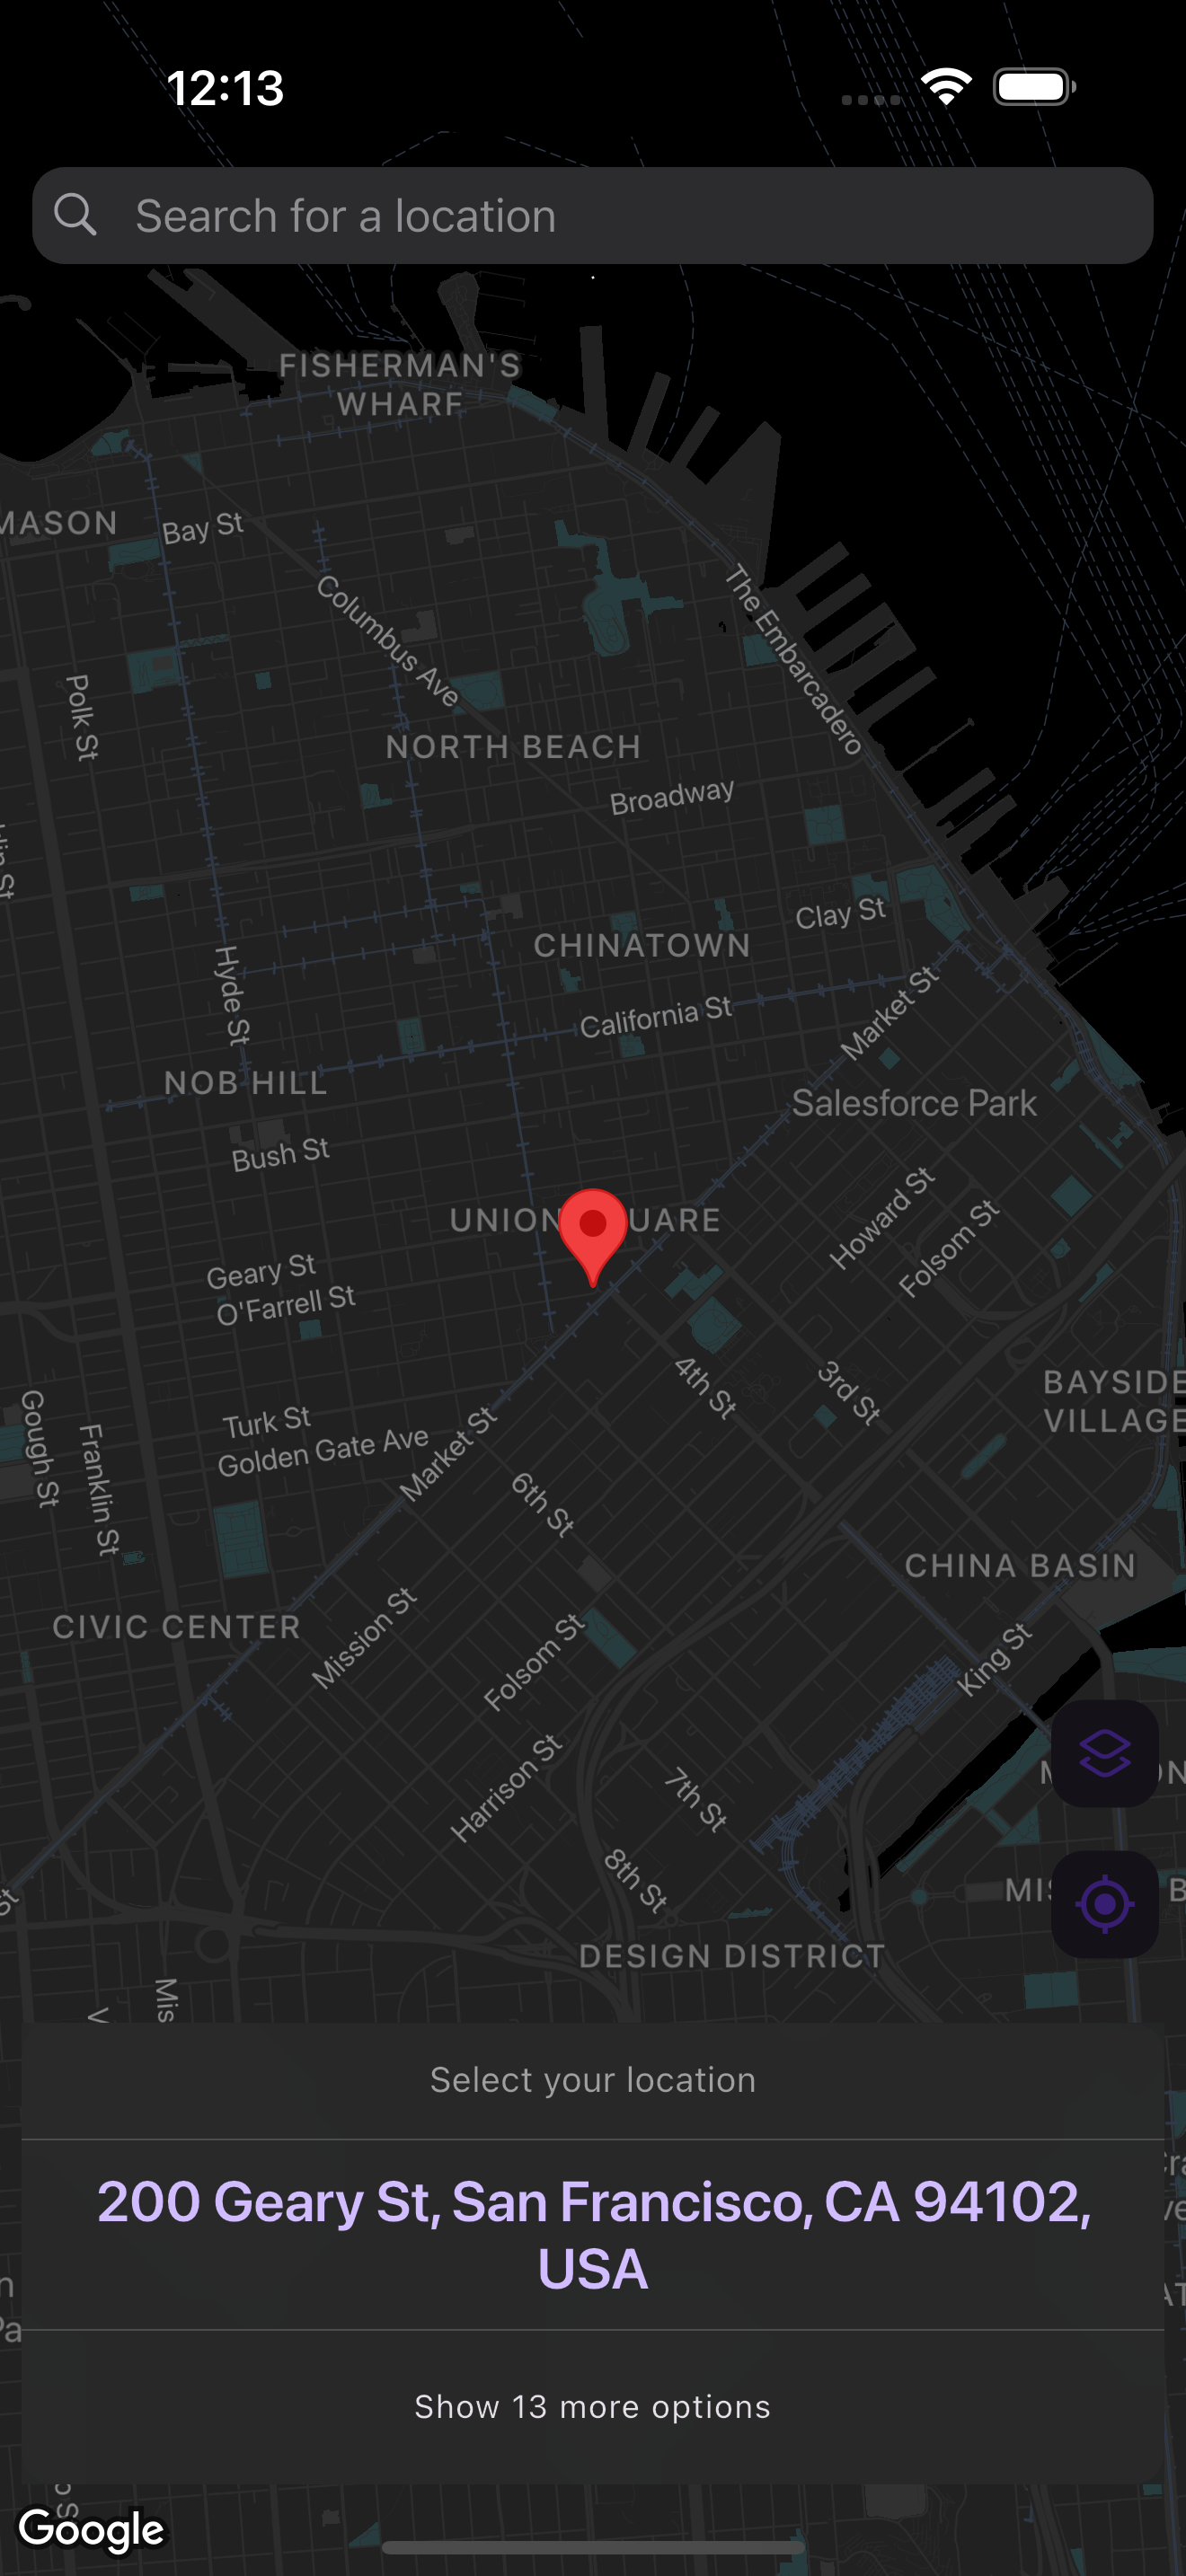 12:13
Search for a location
FISHERMAN'S
WHARF
MASON
Bay St
Columbus Ave
The Embarcadero
Polk St
NORTH BEACH
Broadway
Clay St
CHINATOWN
Hyde St
California St
Market St
NOB HILL
Salesforce Park
Bush St
UNION
UARE
Howard St
Folsom St
Geary St
O'Farrell St
4th St
3rd St
BAYSIDE
VILLAGE
Gough St
Franklin St
Turk St
Golden Gate Ave
Market St
6th St
CHINA BASIN
CIVIC CENTER
Mission St
Folsom St
King St
Harrison St
7th St
8th St
MIS
B
DESIGN DISTRICT
Mis
Select your location
200 Geary St, San Francisco, CA 94102,
USA
Show 13 more options
Google